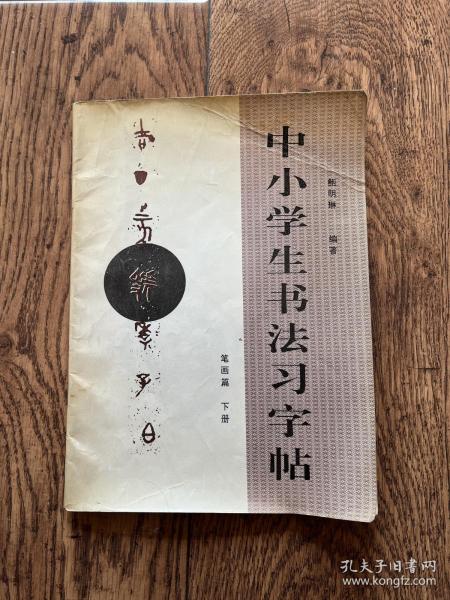 中小学生书法习字帖
甄明琳 编著
笔画篇 下册
孔夫子旧书网
www.kongfz.com